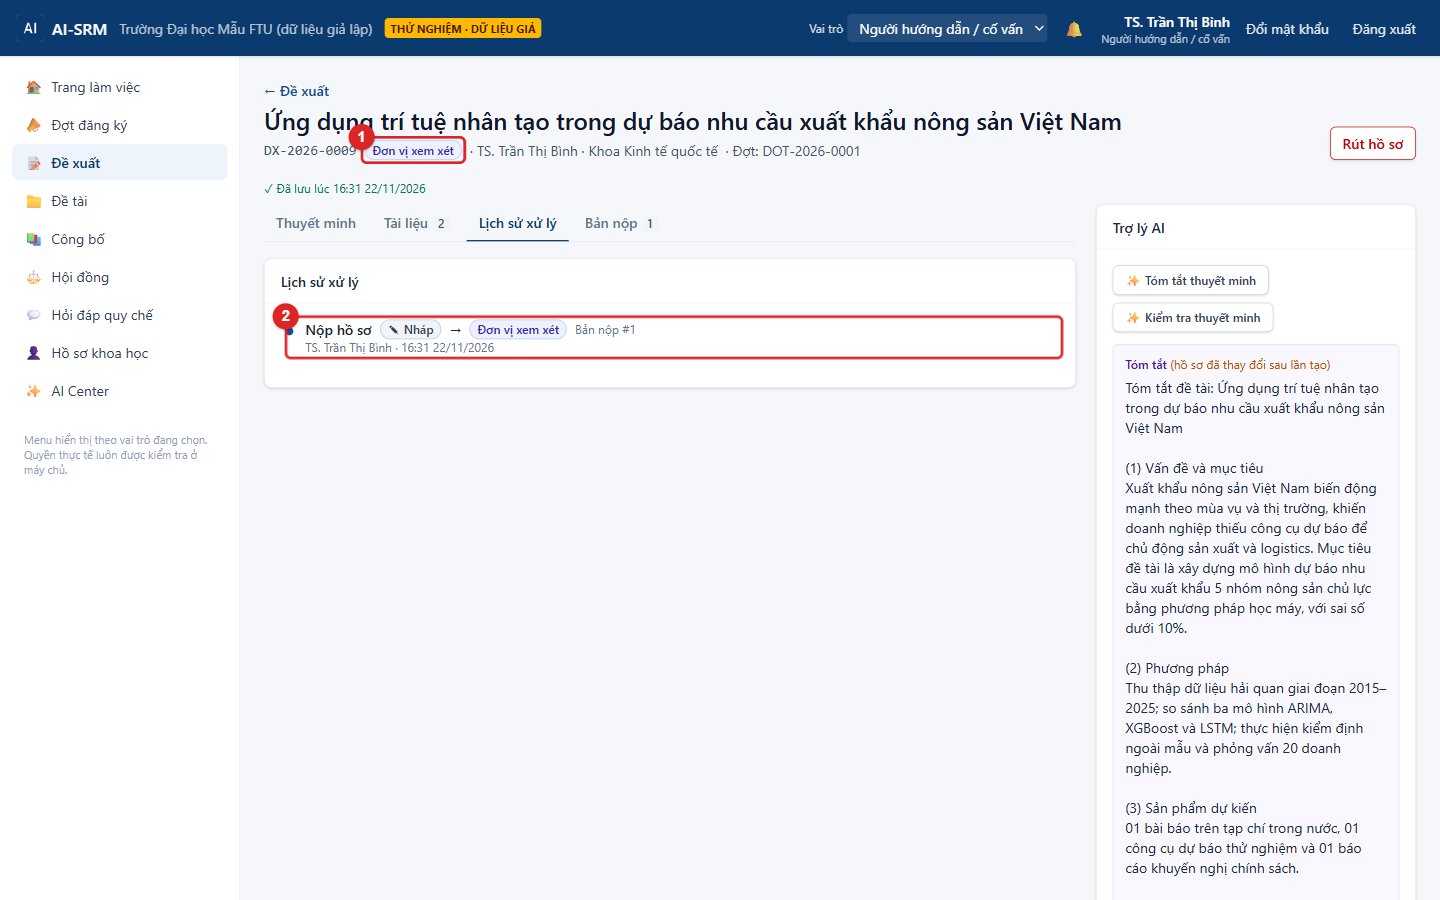 AI AI-SRM Trường Đại học Mẫu FTU (dữ liệu giả lập) THỬ NGHIỆM · DỮ LIỆU GIẢ
Vai trò Người hướng dẫn / cố vấn
TS. Trần Thị Bình
Người hướng dẫn / cố vấn
Đổi mật khẩu
Đăng xuất
Trang làm việc
Đợt đăng ký
Đề xuất
Đề tài
Công bố
Hội đồng
Hỏi đáp quy chế
Hồ sơ khoa học
AI Center
Menu hiển thị theo vai trò đang chọn.
Quyền thực tế luôn được kiểm tra ở
máy chủ.
← Đề xuất
Ứng dụng trí tuệ nhân tạo trong dự báo nhu cầu xuất khẩu nông sản Việt Nam
1
DX-2026-0009 Đơn vị xem xét · TS. Trần Thị Bình · Khoa Kinh tế quốc tế · Đợt: DOT-2026-0001
Rút hồ sơ
✓ Đã lưu lúc 16:31 22/11/2026
Thuyết minh Tài liệu 2 Lịch sử xử lý Bản nộp 1
Lịch sử xử lý
2
Nộp hồ sơ Nháp → Đơn vị xem xét Bản nộp #1
TS. Trần Thị Bình · 16:31 22/11/2026
Trợ lý AI
Tóm tắt thuyết minh
Kiểm tra thuyết minh
Tóm tắt (hồ sơ đã thay đổi sau lần tạo)
Tóm tắt đề tài: Ứng dụng trí tuệ nhân tạo
trong dự báo nhu cầu xuất khẩu nông sản
Việt Nam
(1) Vấn đề và mục tiêu
Xuất khẩu nông sản Việt Nam biến động
mạnh theo mùa vụ và thị trường, khiến
doanh nghiệp thiếu công cụ dự báo để
chủ động sản xuất và logistics. Mục tiêu
đề tài là xây dựng mô hình dự báo nhu
cầu xuất khẩu 5 nhóm nông sản chủ lực
bằng phương pháp học máy, với sai số
dưới 10%.
(2) Phương pháp
Thu thập dữ liệu hải quan giai đoạn 2015–
2025; so sánh ba mô hình ARIMA,
XGBoost và LSTM; thực hiện kiểm định
ngoài mẫu và phỏng vấn 20 doanh
nghiệp.
(3) Sản phẩm dự kiến
01 bài báo trên tạp chí trong nước, 01
công cụ dự báo thử nghiệm và 01 báo
cáo khuyến nghị chính sách.